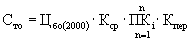 Сто = Цбо(2000) · Кср · ПКi · Кпер
n
n=1